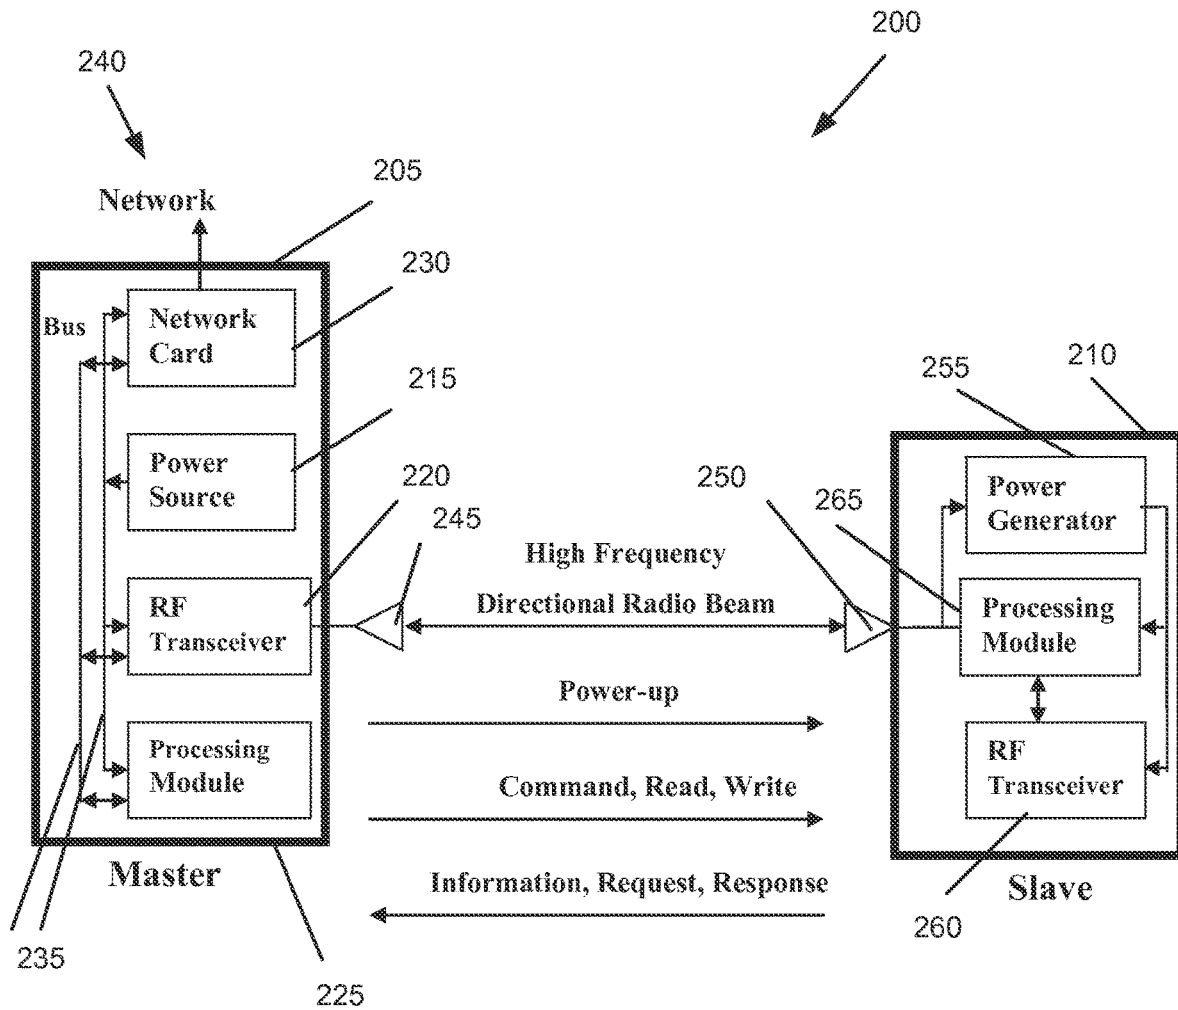 200
240
205
Network
230
Bus
Network
Card
215
255
210
Power
Source
220
250
265
Power
Generator
245
High Frequency
RF
Transceiver
Directional Radio Beam
Processing
Module
Power-up
Processing
Module
RF
Transceiver
Command, Read, Write
Master
Information, Request, Response
Slave
260
235
225